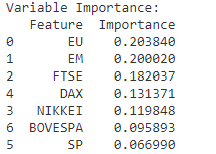 Variable Importance:
Feature Importance
0 EU 0.203840
1 EM 0.200020
2 FTSE 0.182037
4 DAX 0.131371
3 NIKKEI 0.119848
6 BOVESPA 0.095893
5 SP 0.066990